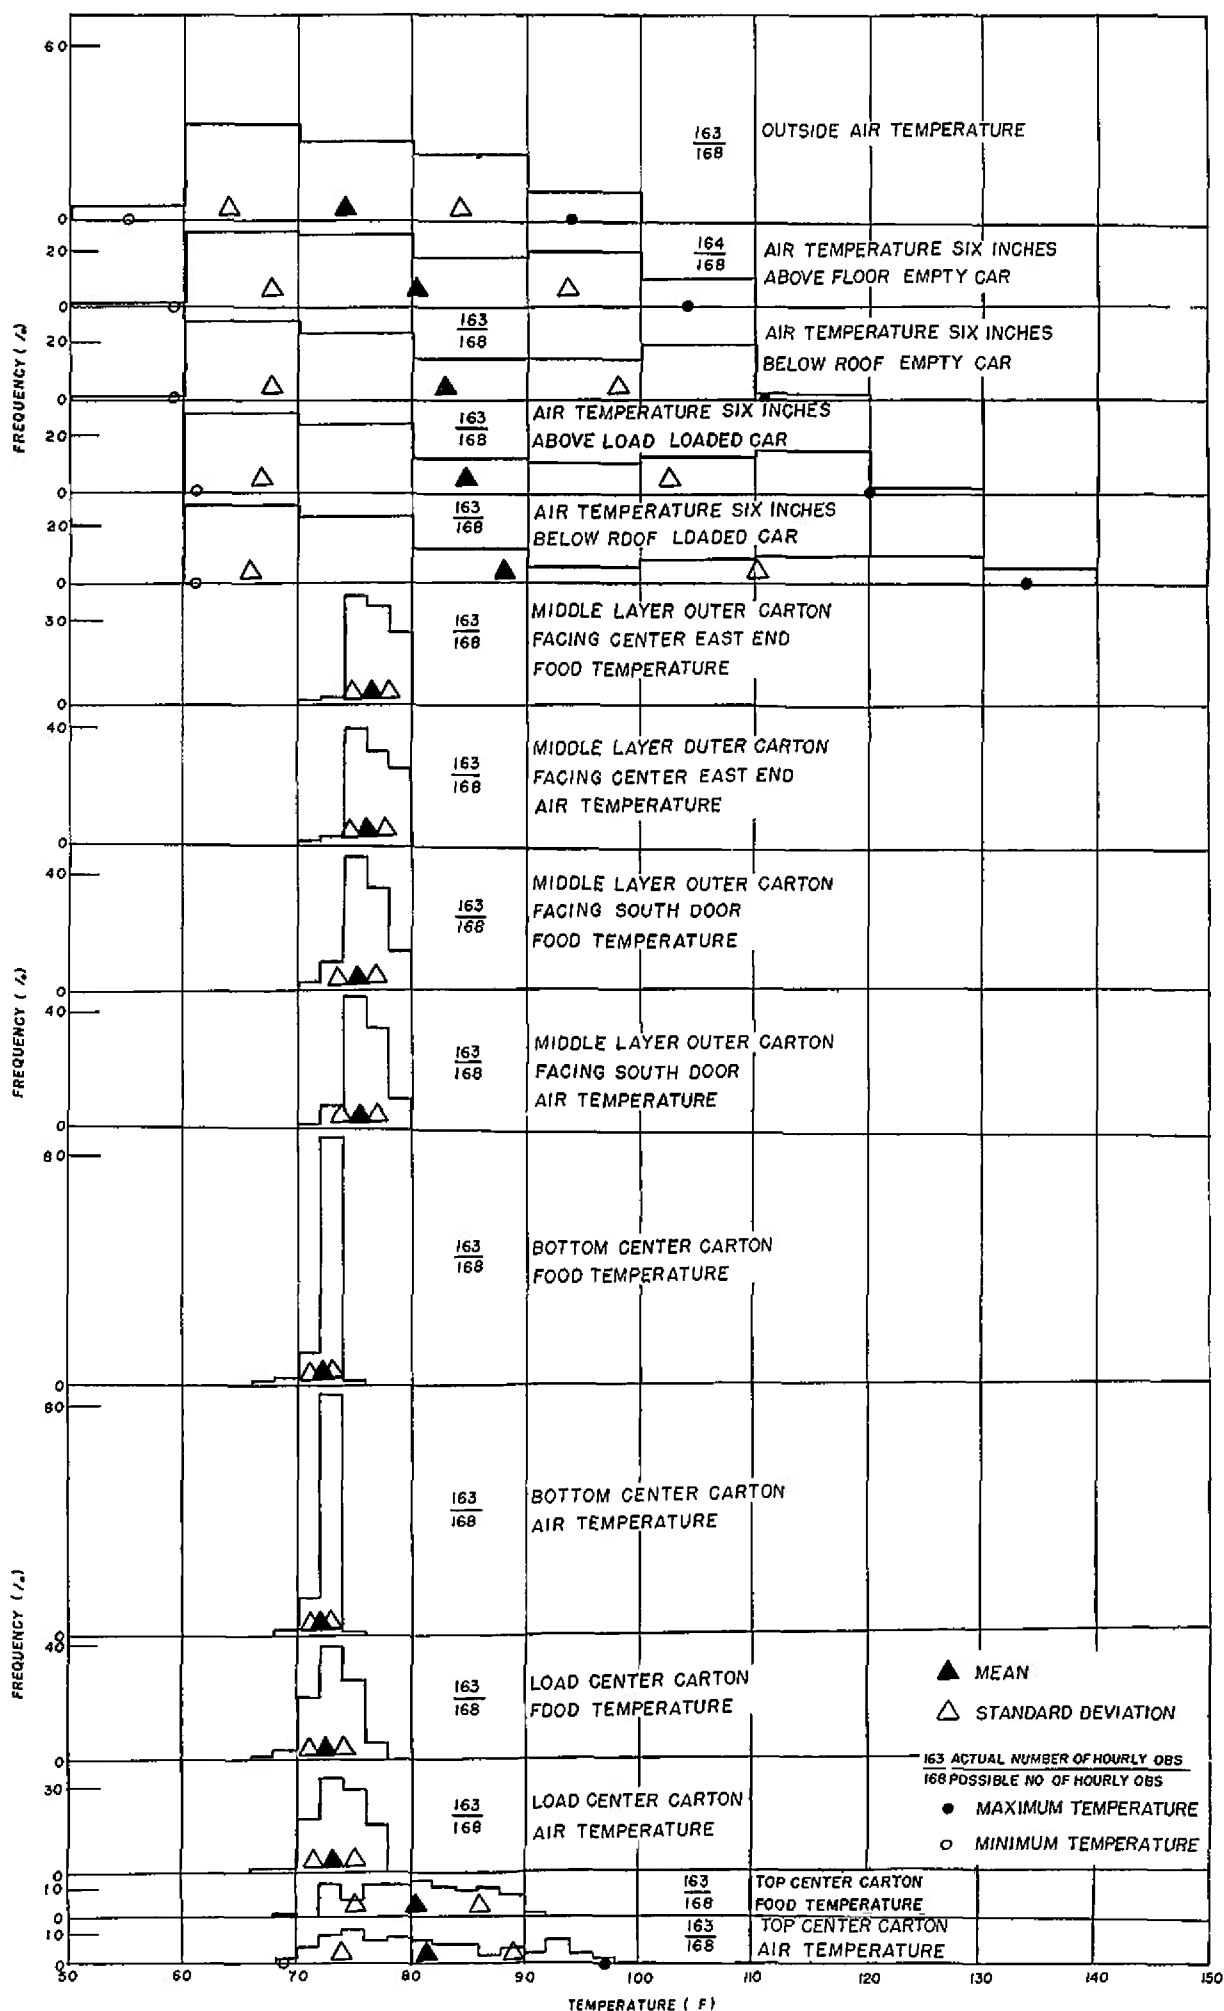 60
0
163
168
OUTSIDE AIR TEMPERATURE
20
0
164
168
AIR TEMPERATURE SIX INCHES
ABOVE FLOOR EMPTY CAR
FREQUENCY (%)
20
0
163
168
AIR TEMPERATURE SIX INCHES
BELOW ROOF EMPTY CAR
20
0
163
168
AIR TEMPERATURE SIX INCHES
ABOVE LOAD LOADED CAR
20
0
163
168
AIR TEMPERATURE SIX INCHES
BELOW ROOF LOADED CAR
30
0
163
168
MIDDLE LAYER OUTER CARTON
FACING CENTER EAST END
FOOD TEMPERATURE
40
0
163
168
MIDDLE LAYER OUTER CARTON
FACING CENTER EAST END
AIR TEMPERATURE
40
0
163
168
MIDDLE LAYER OUTER CARTON
FACING SOUTH DOOR
FOOD TEMPERATURE
FREQUENCY (%)
40
0
163
168
MIDDLE LAYER OUTER CARTON
FACING SOUTH DOOR
AIR TEMPERATURE
80
0
163
168
BOTTOM CENTER CARTON
FOOD TEMPERATURE
80
0
163
168
BOTTOM CENTER CARTON
AIR TEMPERATURE
FREQUENCY (%)
40
0
163
168
LOAD CENTER CARTON
FOOD TEMPERATURE
30
0
163
168
LOAD CENTER CARTON
AIR TEMPERATURE
MEAN
STANDARD DEVIATION
163 ACTUAL NUMBER OF HOURLY OBS
168 POSSIBLE NO OF HOURLY OBS
MAXIMUM TEMPERATURE
MINIMUM TEMPERATURE
10
0
163
168
TOP CENTER CARTON
FOOD TEMPERATURE
10
0
163
168
TOP CENTER CARTON
AIR TEMPERATURE
50 60 70 80 90 100 110 120 130 140 150
TEMPERATURE (F)